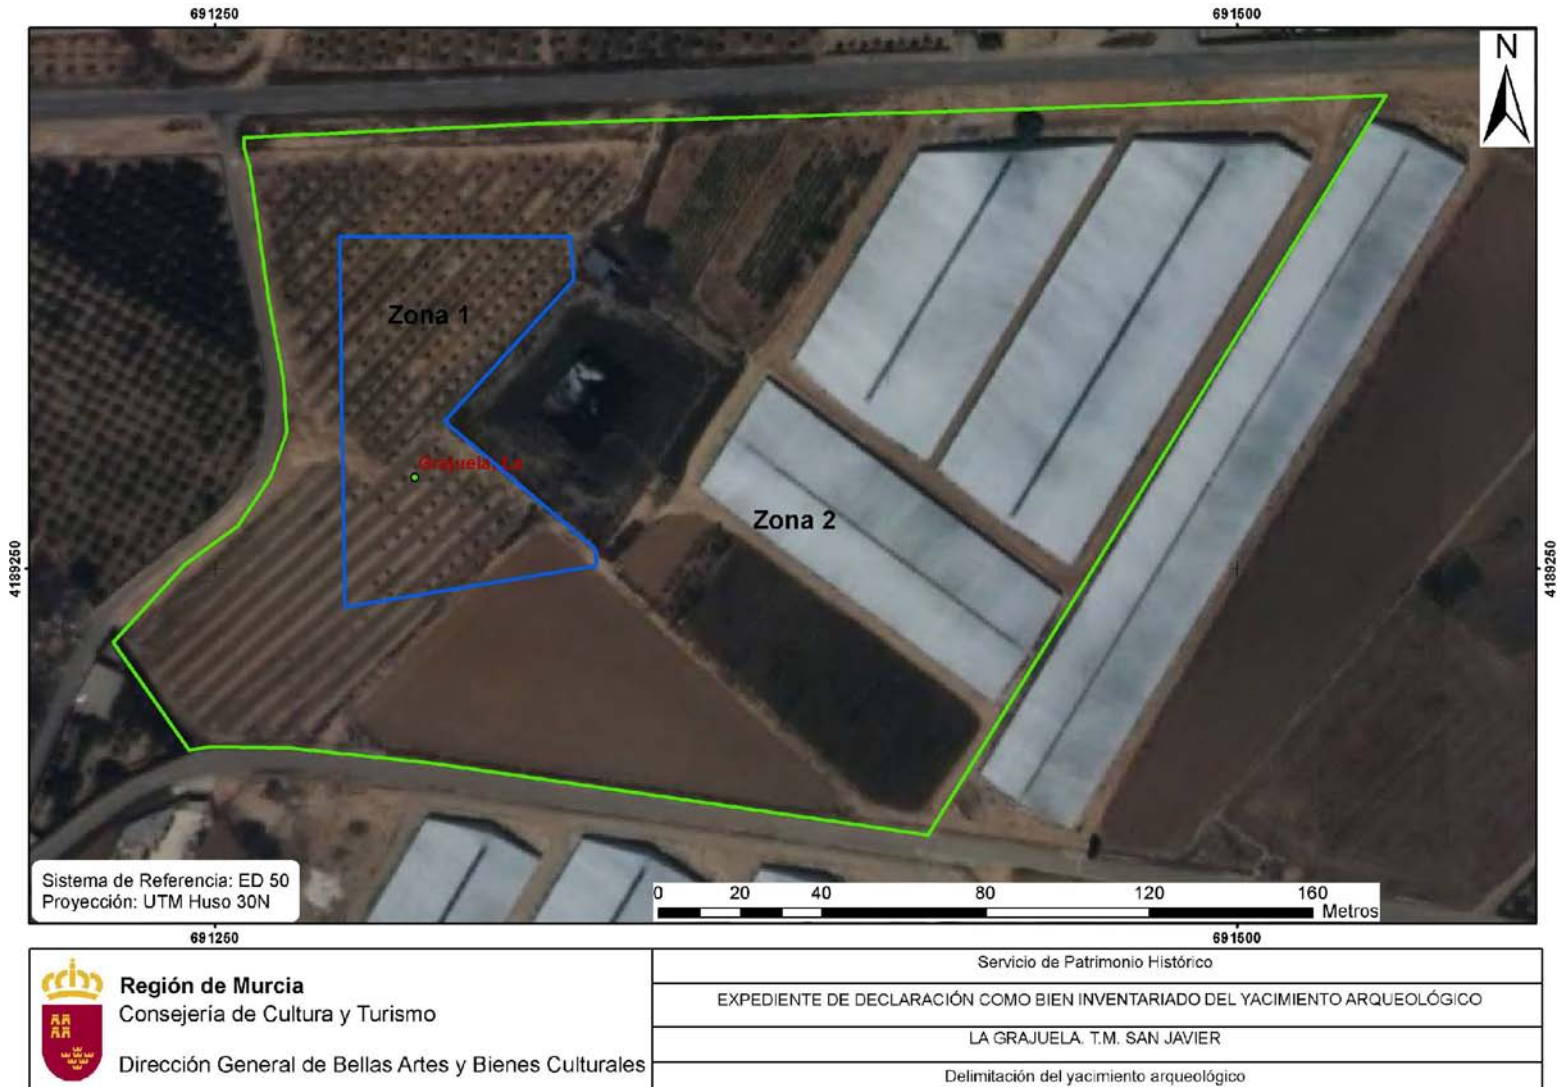 691250 691500
N
Zona 1
Grajuela, La
Zona 2
4189250 4189250
Sistema de Referencia: ED 50
Proyección: UTM Huso 30N
0 20 40 80 120 160
Metros
691250 691500
Región de Murcia
Consejería de Cultura y Turismo
Dirección General de Bellas Artes y Bienes Culturales
Servicio de Patrimonio Histórico
EXPEDIENTE DE DECLARACIÓN COMO BIEN INVENTARIADO DEL YACIMIENTO ARQUEOLÓGICO
LA GRAJUELA. T.M. SAN JAVIER
Delimitación del yacimiento arqueológico